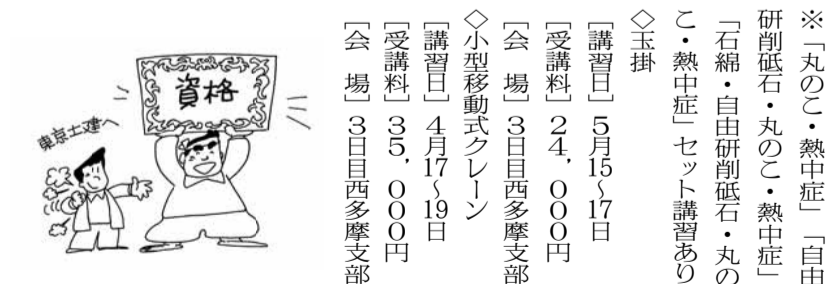 ※「丸のこ・熱中症」「自由
研削砥石・丸のこ・熱中症」
「石綿・自由研削砥石・丸の
こ・熱中症」セット講習あり
◇玉掛
［講習日］５月15～17日
［受講料］２４，０００円
［会　場］３日目西多摩支部
◇小型移動式クレーン
［講習日］４月17～19日
［受講料］３５，０００円
［会　場］３日目西多摩支部
資格
東京土建へ